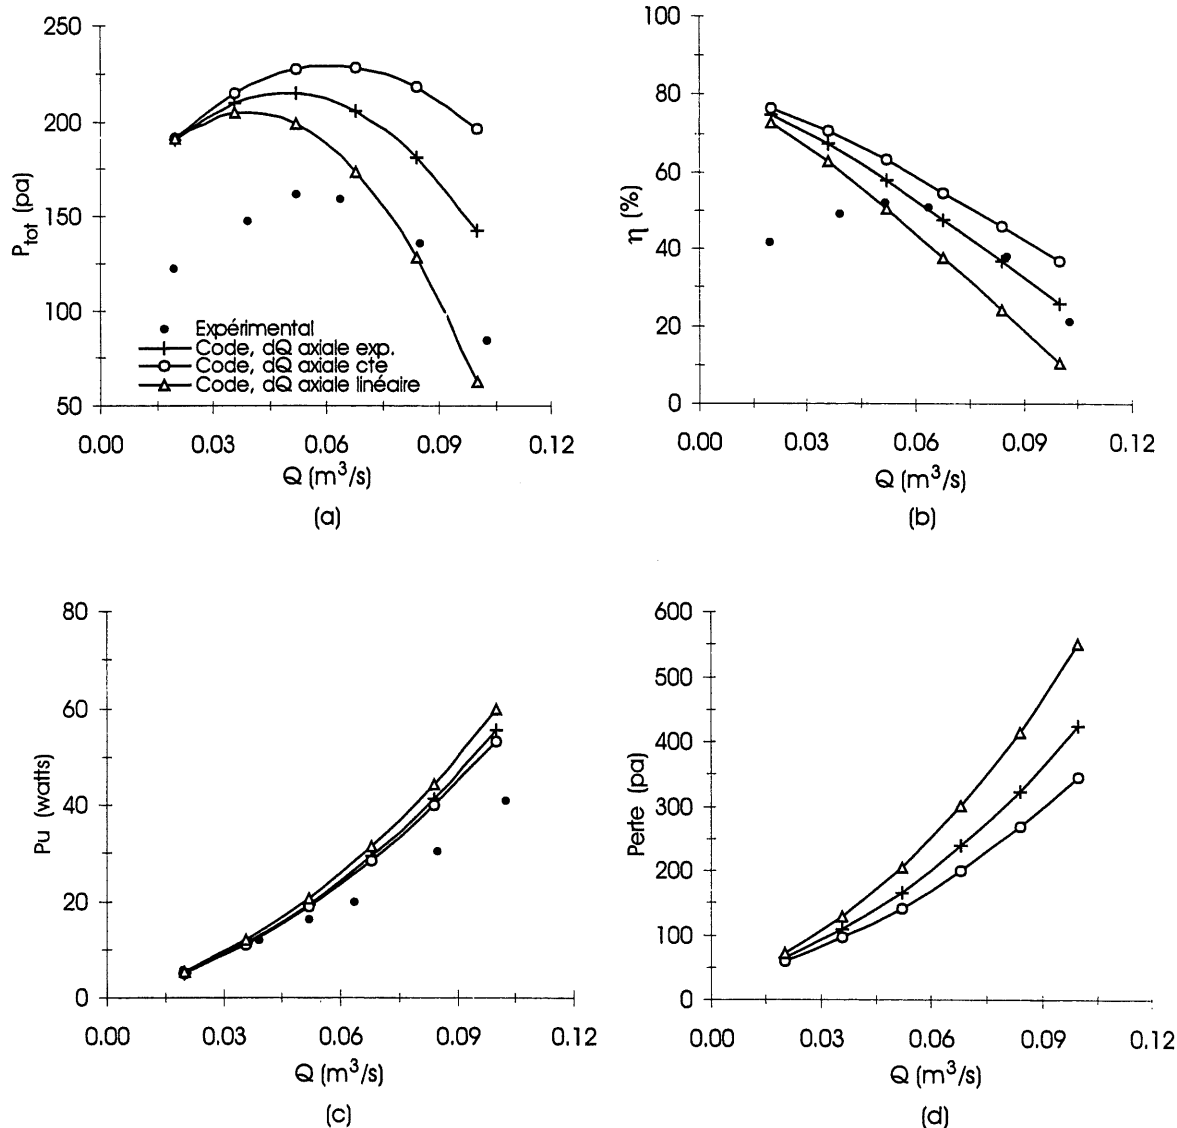 250
200
150
100
50
P_tot (pa)
Expérimental
Code, dQ axiale exp.
Code, dQ axiale cte
Code, dQ axiale linéaire
0.00 0.03 0.06 0.09 0.12
Q (m³/s)
(a)
100
80
60
40
20
0
η (%)
0.00 0.03 0.06 0.09 0.12
Q (m³/s)
(b)
80
60
40
20
0
Pu (watts)
0.00 0.03 0.06 0.09 0.12
Q (m³/s)
(c)
600
500
400
300
200
100
0
Perte (pa)
0.00 0.03 0.06 0.09 0.12
Q (m³/s)
(d)